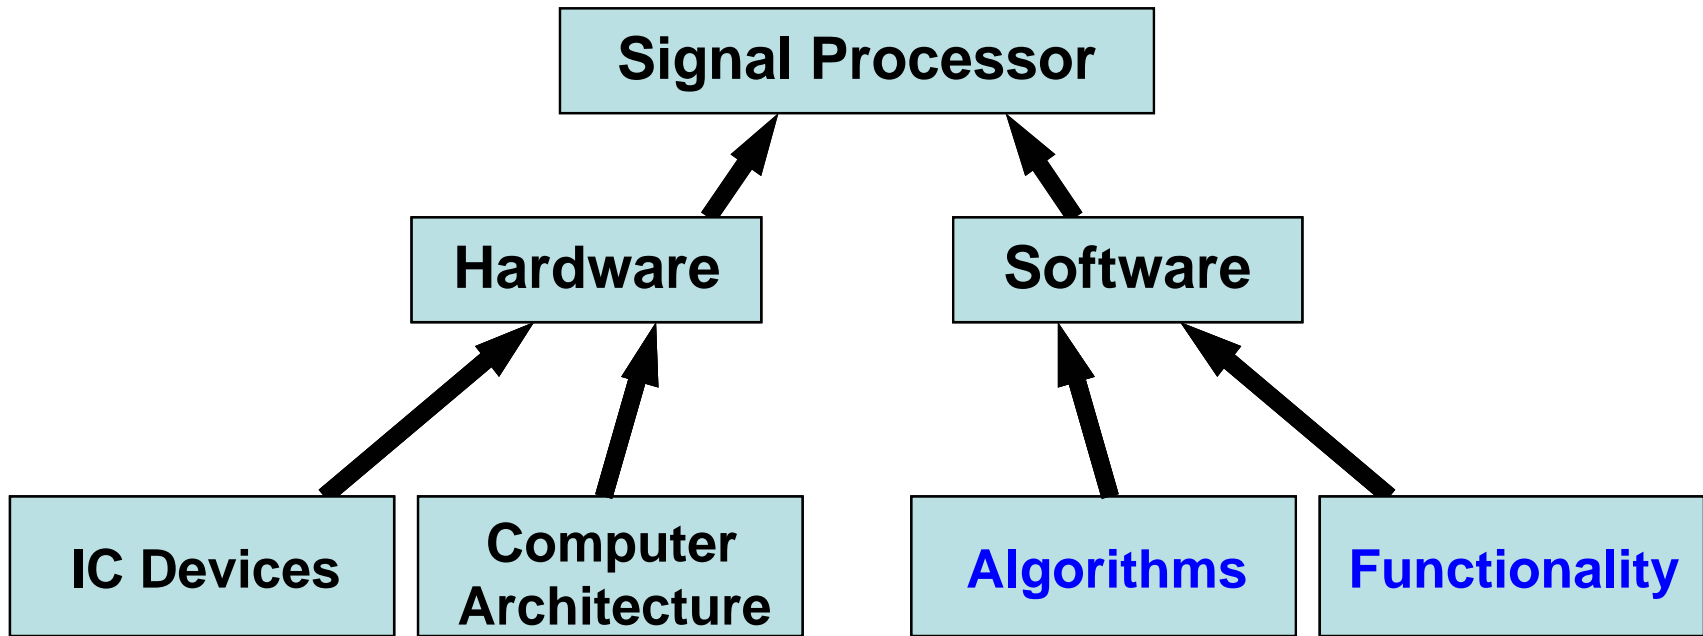 Signal Processor
Hardware
Software
IC Devices
Computer
Architecture
Algorithms
Functionality